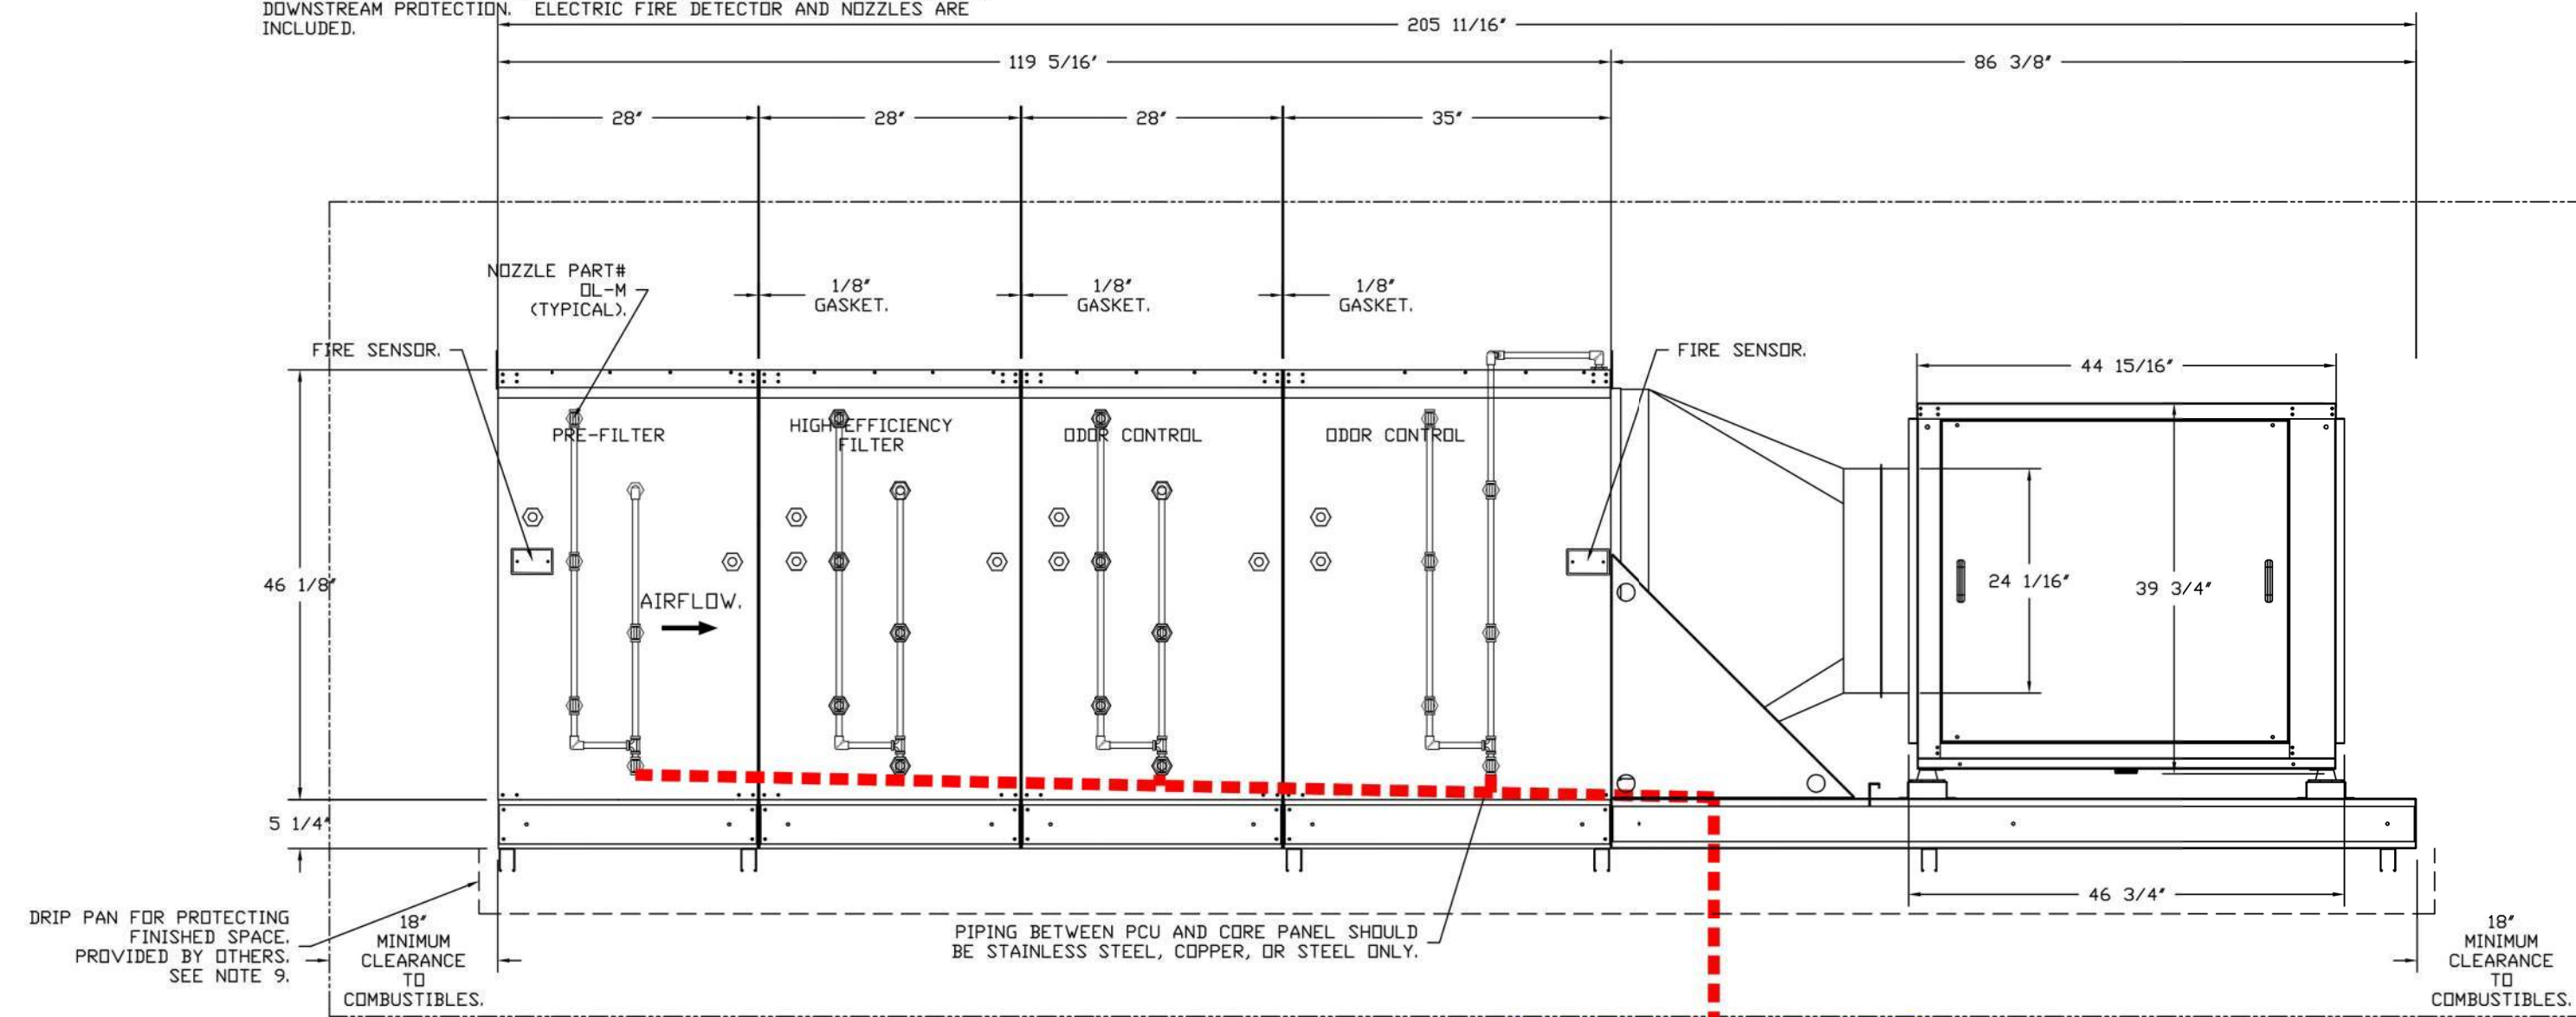 DOWNSTREAM PROTECTION. ELECTRIC FIRE DETECTOR AND NOZZLES ARE
INCLUDED.
205 11/16"
119 5/16"
86 3/8"
28"
28"
28"
35"
NOZZLE PART#
OL-M
(TYPICAL).
1/8"
GASKET.
1/8"
GASKET.
1/8"
GASKET.
FIRE SENSOR.
FIRE SENSOR.
44 15/16"
PRE-FILTER
HIGH EFFICIENCY
FILTER
ODOR CONTROL
ODOR CONTROL
46 1/8"
AIRFLOW.
24 1/16"
39 3/4"
5 1/4"
46 3/4"
DRIP PAN FOR PROTECTING
FINISHED SPACE.
PROVIDED BY OTHERS.
SEE NOTE 9.
18"
MINIMUM
CLEARANCE
TO
COMBUSTIBLES.
PIPING BETWEEN PCU AND CORE PANEL SHOULD
BE STAINLESS STEEL, COPPER, OR STEEL ONLY.
18"
MINIMUM
CLEARANCE
TO
COMBUSTIBLES.